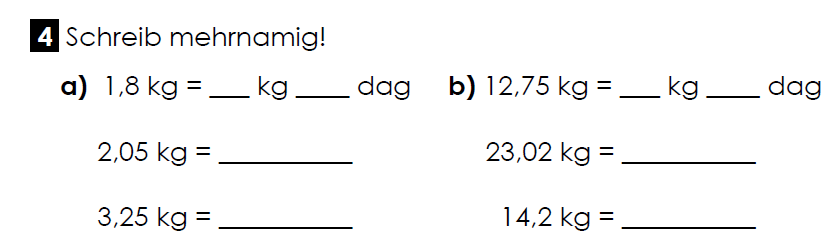 4 Schreib mehrnamig!
a) 1,8 kg = ___ kg ____ dag b) 12,75 kg = ___ kg ____ dag
2,05 kg = __________ 23,02 kg = __________
3,25 kg = __________ 14,2 kg = __________